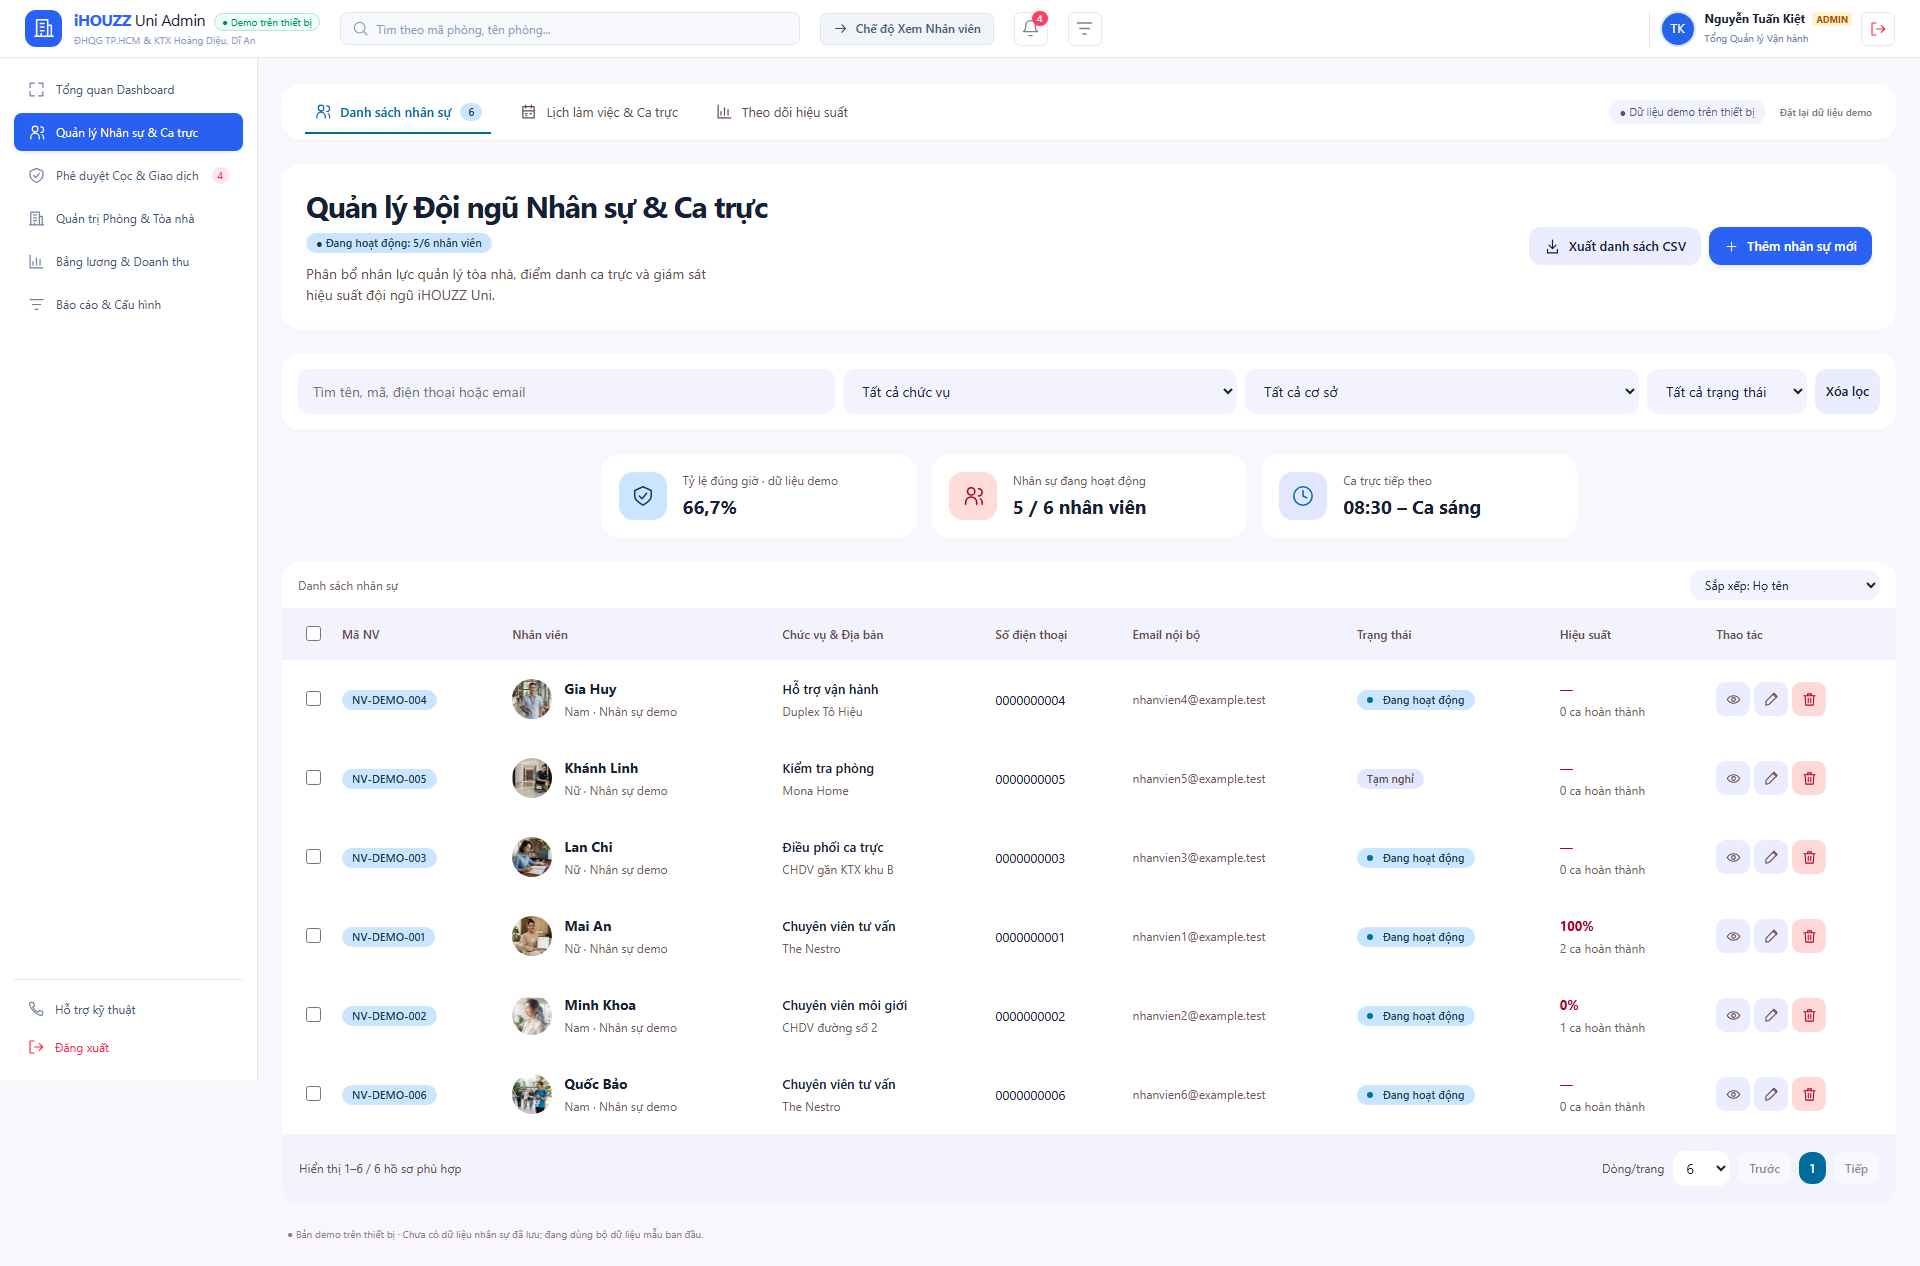 iHOUZZ Uni Admin
● Demo trên thiết bị
ĐHQG TP.HCM & KTX Hoàng Diệu, Dĩ An
Tìm theo mã phòng, tên phòng...
Chế độ Xem Nhân viên
4
TK
Nguyễn Tuấn Kiệt ADMIN
Tổng Quản lý Vận hành
Tổng quan Dashboard
Quản lý Nhân sự & Ca trực
Phê duyệt Cọc & Giao dịch 4
Quản trị Phòng & Tòa nhà
Bảng lương & Doanh thu
Báo cáo & Cấu hình
Hỗ trợ kỹ thuật
Đăng xuất
Danh sách nhân sự 6
Lịch làm việc & Ca trực
Theo dõi hiệu suất
● Dữ liệu demo trên thiết bị
Đặt lại dữ liệu demo
Quản lý Đội ngũ Nhân sự & Ca trực
● Đang hoạt động: 5/6 nhân viên
Phân bổ nhân lực quản lý tòa nhà, điểm danh ca trực và giám sát
hiệu suất đội ngũ iHOUZZ Uni.
Xuất danh sách CSV
+ Thêm nhân sự mới
Tìm tên, mã, điện thoại hoặc email
Tất cả chức vụ
Tất cả cơ sở
Tất cả trạng thái
Xóa lọc
Tỷ lệ đúng giờ · dữ liệu demo
66,7%
Nhân sự đang hoạt động
5 / 6 nhân viên
Ca trực tiếp theo
08:30 – Ca sáng
Danh sách nhân sự
Sắp xếp: Họ tên
Mã NV Nhân viên Chức vụ & Địa bàn Số điện thoại Email nội bộ Trạng thái Hiệu suất Thao tác
NV-DEMO-004 Gia Huy Hỗ trợ vận hành 0000000004 nhanvien4@example.test Đang hoạt động —
Nam · Nhân sự demo Duplex Tô Hiệu 0 ca hoàn thành
NV-DEMO-005 Khánh Linh Kiểm tra phòng 0000000005 nhanvien5@example.test Tạm nghỉ —
Nữ · Nhân sự demo Mona Home 0 ca hoàn thành
NV-DEMO-003 Lan Chi Điều phối ca trực 0000000003 nhanvien3@example.test Đang hoạt động —
Nữ · Nhân sự demo CHDV gần KTX khu B 0 ca hoàn thành
NV-DEMO-001 Mai An Chuyên viên tư vấn 0000000001 nhanvien1@example.test Đang hoạt động 100%
Nữ · Nhân sự demo The Nestro 2 ca hoàn thành
NV-DEMO-002 Minh Khoa Chuyên viên môi giới 0000000002 nhanvien2@example.test Đang hoạt động 0%
Nam · Nhân sự demo CHDV đường số 2 1 ca hoàn thành
NV-DEMO-006 Quốc Bảo Chuyên viên tư vấn 0000000006 nhanvien6@example.test Đang hoạt động —
Nam · Nhân sự demo The Nestro 0 ca hoàn thành
Hiển thị 1–6 / 6 hồ sơ phù hợp
Dòng/trang 6 Trước 1 Tiếp
● Bản demo trên thiết bị · Chưa có dữ liệu nhân sự đã lưu; đang dùng bộ dữ liệu mẫu ban đầu.